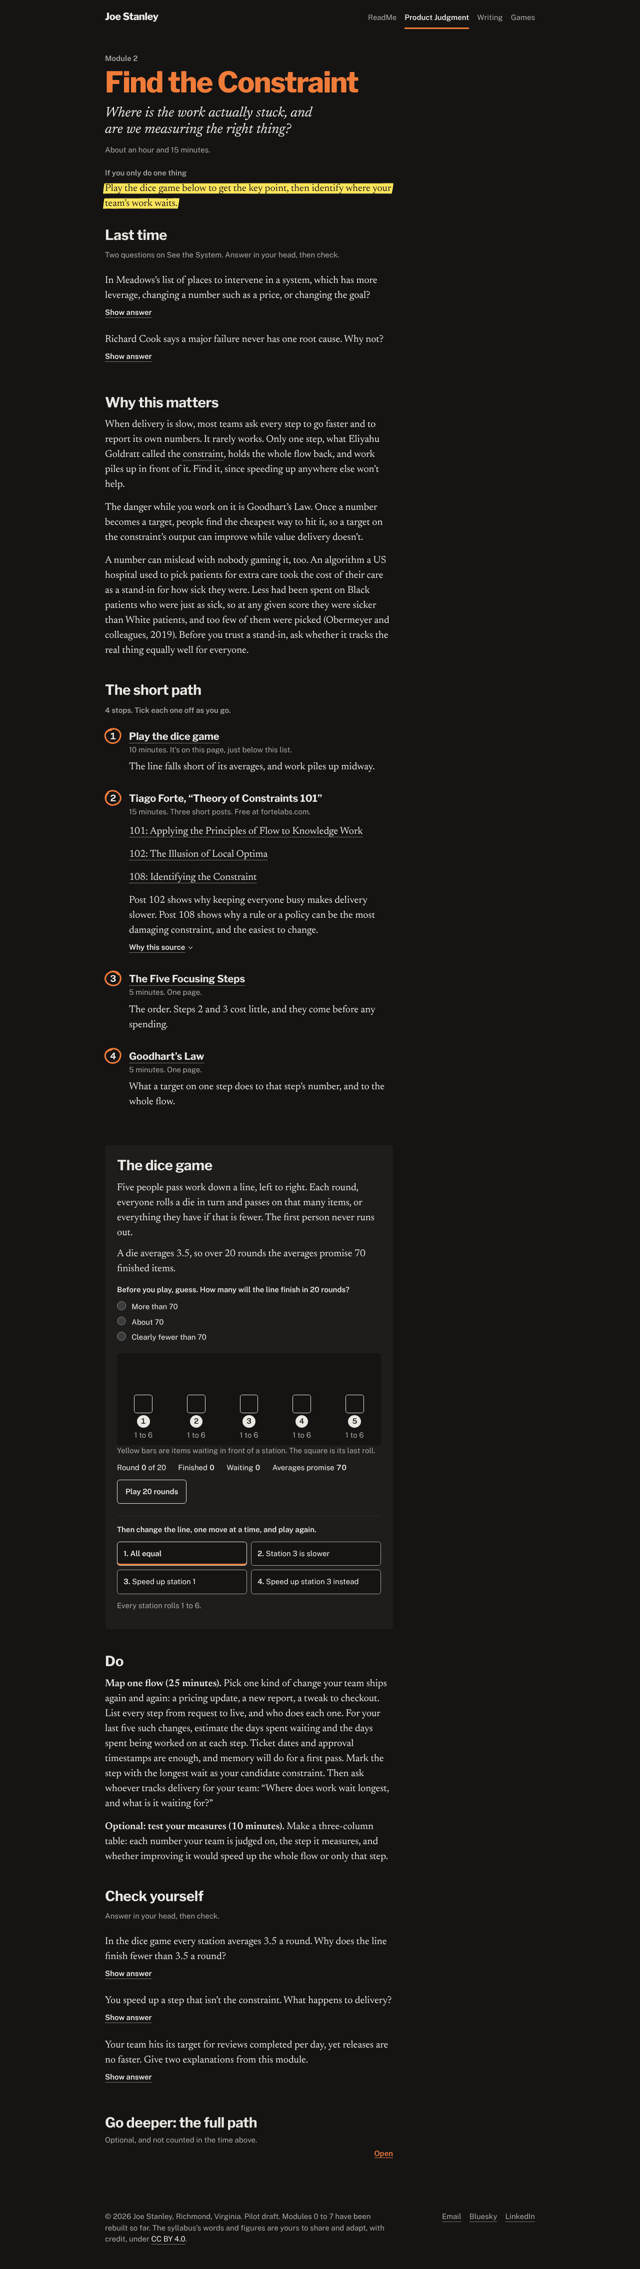 Joe Stanley
ReadMe Product Judgment Writing Games
Module 2
Find the Constraint
Where is the work actually stuck, and
are we measuring the right thing?
About an hour and 15 minutes.
If you only do one thing
Play the dice game below to get the key point, then identify where your
team’s work waits.
Last time
Two questions on See the System. Answer in your head, then check.
In Meadows’s list of places to intervene in a system, which has more
leverage, changing a number such as a price, or changing the goal?
Show answer
Richard Cook says a major failure never has one root cause. Why not?
Show answer
Why this matters
When delivery is slow, most teams ask every step to go faster and to
report its own numbers. It rarely works. Only one step, what Eliyahu
Goldratt called the constraint, holds the whole flow back, and work
piles up in front of it. Find it, since speeding up anywhere else won’t
help.
The danger while you work on it is Goodhart’s Law. Once a number
becomes a target, people find the cheapest way to hit it, so a target on
the constraint’s output can improve while value delivery doesn’t.
A number can mislead with nobody gaming it, too. An algorithm a US
hospital used to pick patients for extra care took the cost of their care
as a stand-in for how sick they were. Less had been spent on Black
patients who were just as sick, so at any given score they were sicker
than White patients, and too few of them were picked (Obermeyer and
colleagues, 2019). Before you trust a stand-in, ask whether it tracks the
real thing equally well for everyone.
The short path
4 stops. Tick each one off as you go.
1 Play the dice game
10 minutes. It’s on this page, just below this list.
The line falls short of its averages, and work piles up midway.
2 Tiago Forte, “Theory of Constraints 101”
15 minutes. Three short posts. Free at fortelabs.com.
101: Applying the Principles of Flow to Knowledge Work
102: The Illusion of Local Optima
108: Identifying the Constraint
Post 102 shows why keeping everyone busy makes delivery
slower. Post 108 shows why a rule or a policy can be the most
damaging constraint, and the easiest to change.
Why this source
3 The Five Focusing Steps
5 minutes. One page.
The order. Steps 2 and 3 cost little, and they come before any
spending.
4 Goodhart’s Law
5 minutes. One page.
What a target on one step does to that step’s number, and to the
whole flow.
The dice game
Five people pass work down a line, left to right. Each round,
everyone rolls a die in turn and passes on that many items, or
everything they have if that is fewer. The first person never runs
out.
A die averages 3.5, so over 20 rounds the averages promise 70
finished items.
Before you play, guess. How many will the line finish in 20 rounds?
More than 70
About 70
Clearly fewer than 70
1 2 3 4 5
1 to 6 1 to 6 1 to 6 1 to 6 1 to 6
Yellow bars are items waiting in front of a station. The square is its last roll.
Round 0 of 20 Finished 0 Waiting 0 Averages promise 70
Play 20 rounds
Then change the line, one move at a time, and play again.
1. All equal 2. Station 3 is slower
3. Speed up station 1 4. Speed up station 3 instead
Every station rolls 1 to 6.
Do
Map one flow (25 minutes). Pick one kind of change your team ships
again and again: a pricing update, a new report, a tweak to checkout.
List every step from request to live, and who does each one. For your
last five such changes, estimate the days spent waiting and the days
spent being worked on at each step. Ticket dates and approval
timestamps are enough, and memory will do for a first pass. Mark the
step with the longest wait as your candidate constraint. Then ask
whoever tracks delivery for your team: “Where does work wait longest,
and what is it waiting for?”
Optional: test your measures (10 minutes). Make a three-column
table: each number your team is judged on, the step it measures, and
whether improving it would speed up the whole flow or only that step.
Check yourself
Answer in your head, then check.
In the dice game every station averages 3.5 a round. Why does the line
finish fewer than 3.5 a round?
Show answer
You speed up a step that isn’t the constraint. What happens to delivery?
Show answer
Your team hits its target for reviews completed per day, yet releases are
no faster. Give two explanations from this module.
Show answer
Go deeper: the full path
Optional, and not counted in the time above.
Open
© 2026 Joe Stanley, Richmond, Virginia. Pilot draft. Modules 0 to 7 have been
rebuilt so far. The syllabus’s words and figures are yours to share and adapt, with
credit, under CC BY 4.0.
Email Bluesky LinkedIn